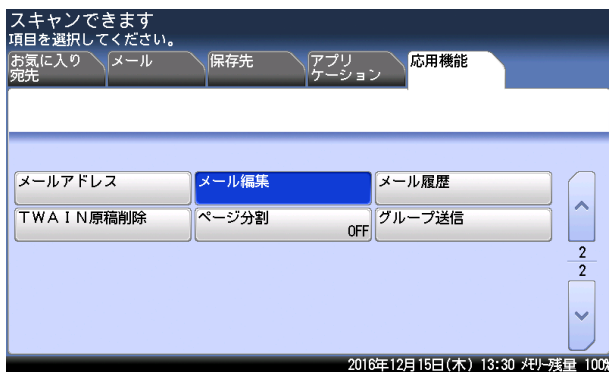 スキャンできます
項目を選択してください。
お気に入り
宛先
メール
保存先
アプリ
ケーション
応用機能
メールアドレス
メール編集
メール履歴
TWAIN原稿削除
ページ分割
OFF
グループ送信
2
2
2016年12月15日(木) 13:30 メモリー残量 100%